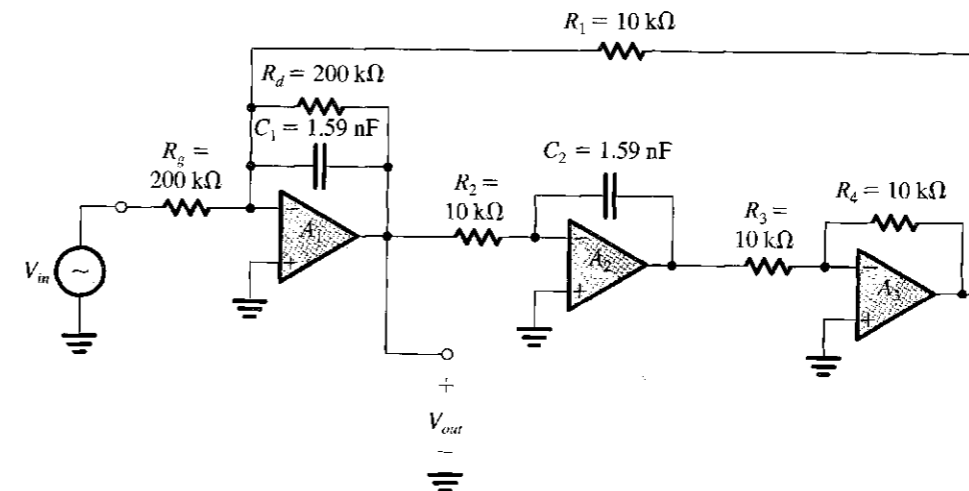 R₁ = 10 kΩ
R_d = 200 kΩ
C₁ = 1.59 nF
R_g =
200 kΩ
C₂ = 1.59 nF
R₂ =
10 kΩ
R₃ =
10 kΩ
R₄ = 10 kΩ
−
A₁
+
−
A₂
+
−
A₃
+
V_in
~
+
V_out
−